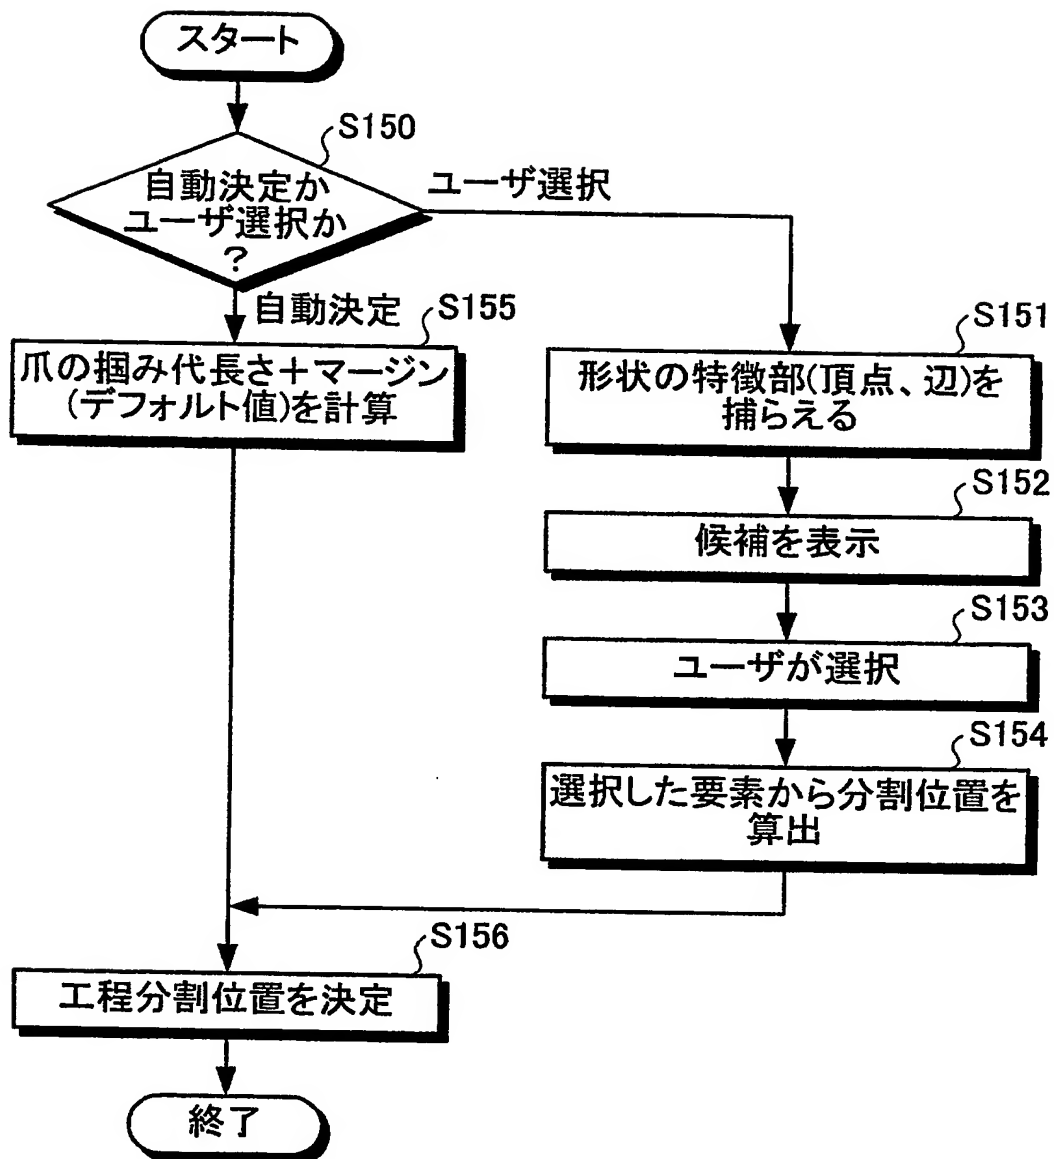 スタート
S150
自動決定か
ユーザ選択か
?
ユーザ選択
自動決定
S155
爪の掴み代長さ+マージン
(デフォルト値)を計算
S151
形状の特徴部(頂点、辺)を
捕らえる
S152
候補を表示
S153
ユーザが選択
S154
選択した要素から分割位置を
算出
S156
工程分割位置を決定
終了